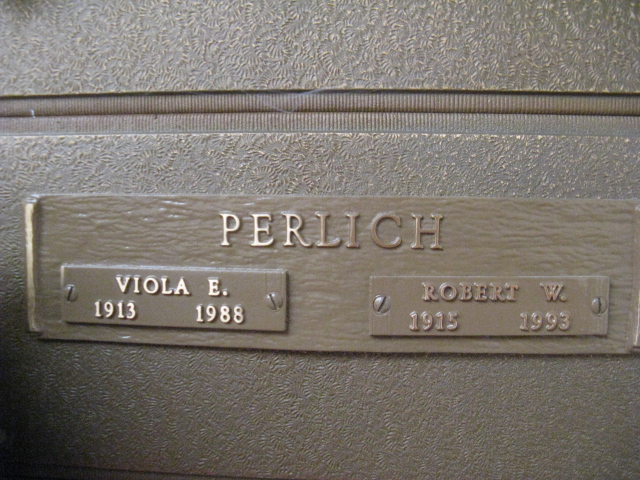 PERLICH
VIOLA E.
1913 1988
ROBERT W.
1915 1993